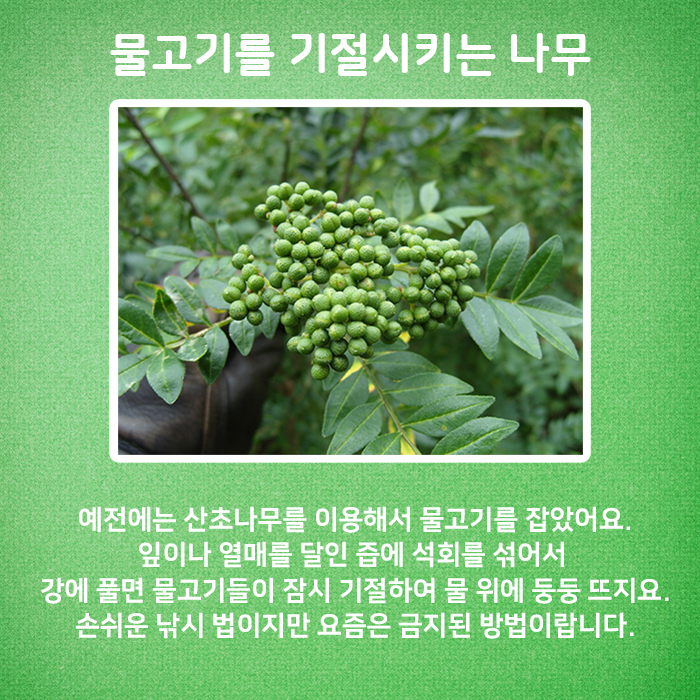 물고기를 기절시키는 나무
예전에는 산초나무를 이용해서 물고기를 잡았어요.
잎이나 열매를 달인 즙에 석회를 섞어서
강에 풀면 물고기들이 잠시 기절하여 물 위에 둥둥 뜨지요.
손쉬운 낚시 법이지만 요즘은 금지된 방법이랍니다.